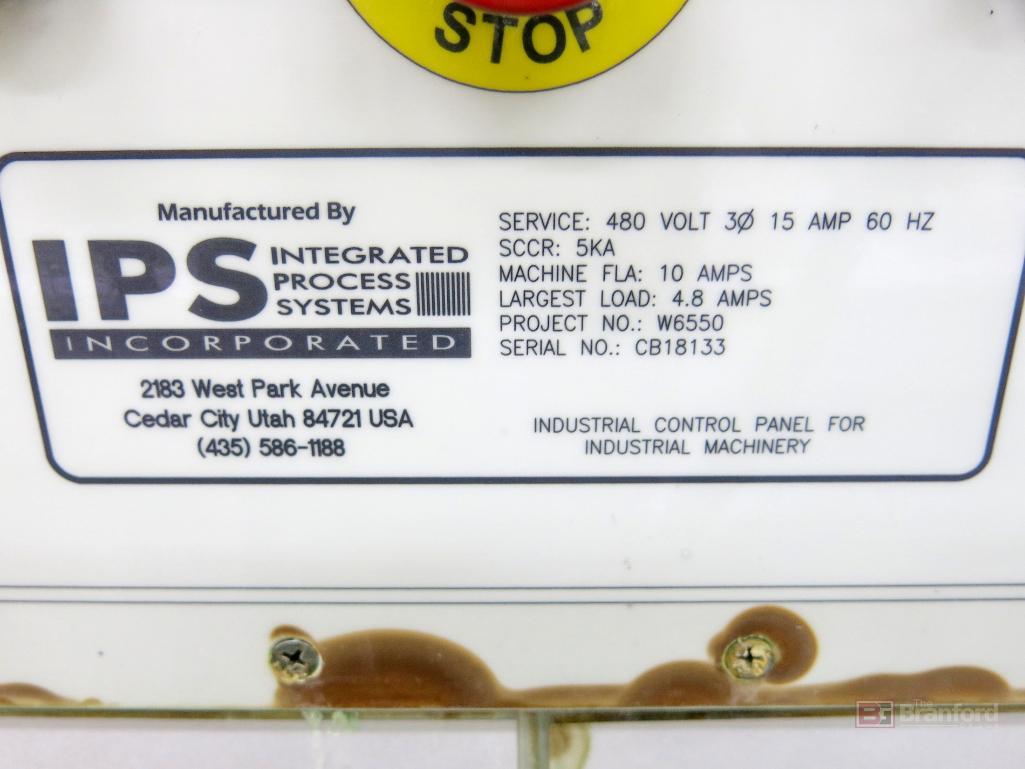 STOP
Manufactured By
IPS INTEGRATED
PROCESS
SYSTEMS
INCORPORATED
2183 West Park Avenue
Cedar City Utah 84721 USA
(435) 586-1188
SERVICE: 480 VOLT 3Ø 15 AMP 60 HZ
SCCR: 5KA
MACHINE FLA: 10 AMPS
LARGEST LOAD: 4.8 AMPS
PROJECT NO.: W6550
SERIAL NO.: CB18133
INDUSTRIAL CONTROL PANEL FOR
INDUSTRIAL MACHINERY
The
Branford